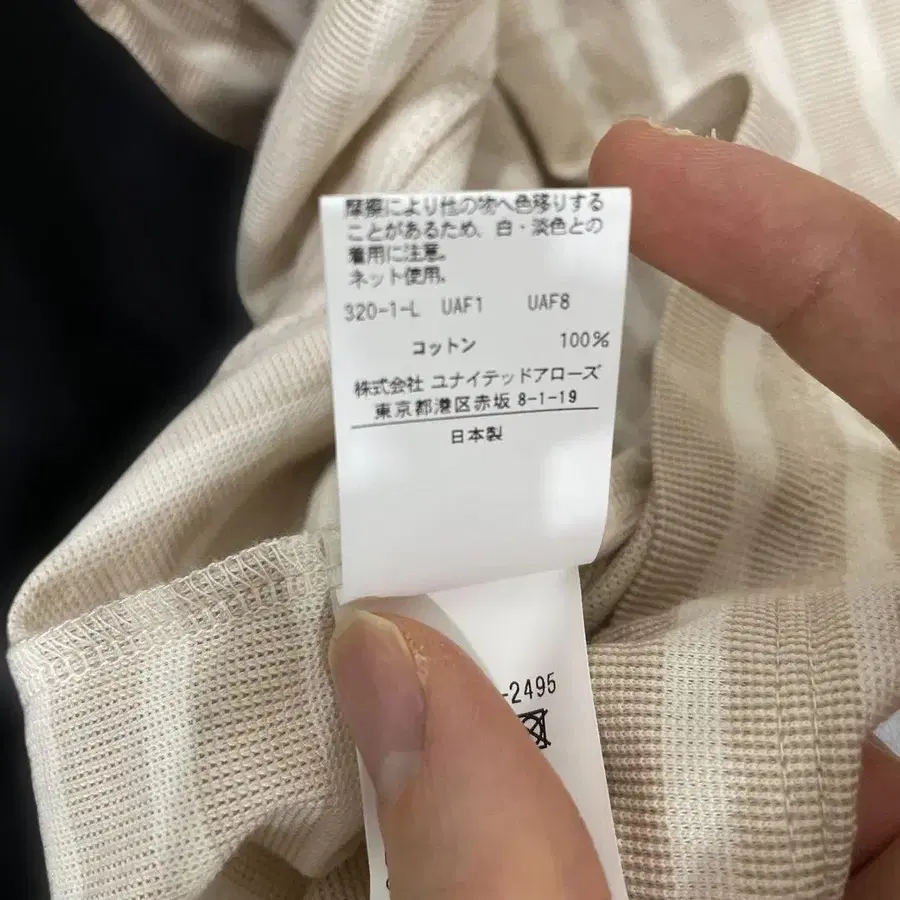 摩擦により他の物へ色移りする
ことがあるため、白・淡色との
着用に注意。
ネット使用。
320-1-L UAF1 UAF8
コットン 100%
株式会社 ユナイテッドアローズ
東京都港区赤坂 8-1-19
日本製
-2495